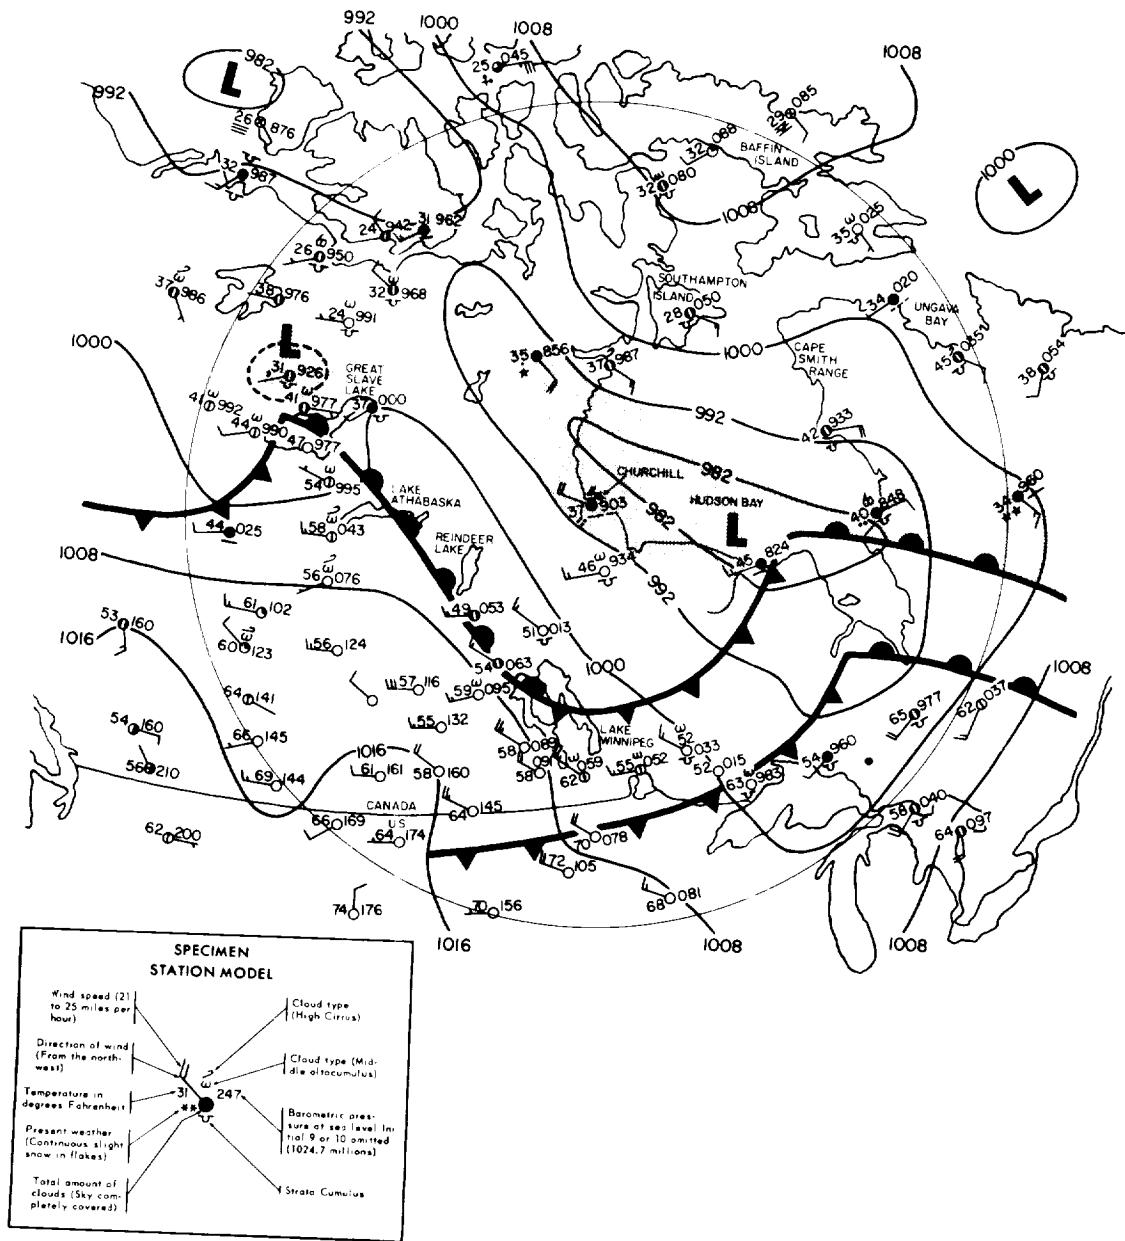 992
1000
1008
1008
982
L
992
26 876
25 045
29 085
32 088
BAFFIN
ISLAND
32 987
32 080
1008
1000
L
24 942
31 962
35 025
26 950
37 986
38 976
32 968
24 991
SOUTHAMPTON
ISLAND
28 050
234 020
UNGAVA
BAY
1000
L
31 926
GREAT
SLAVE
LAKE
35 856
37 987
1000
CAPE
SMITH
RANGE
45 035
38 054
41 992
41 977
37 000
992
44 990
47 977
42 933
982
CHURCHILL
54 995
LAKE
ATHABASKA
37 903
982
HUDSON BAY
L
40 848
34 960
44 025
58 043
REINDEER
LAKE
1008
56 076
46 934
992
45 824
61 102
49 053
51 013
53 160
1016
60 123
56 124
54 063
1000
1008
64 141
57 116
59 095
65 977
62 037
54 160
66 145
55 132
LAKE
WINNIPEG
1016
58 089
52 033
56 210
69 144
61 161
58 160
58 091
62 059
55 052
52 015
63 983
54 960
CANADA
U S
64 145
58 040
62 200
66 169
64 174
70 078
64 097
72 105
74 176
70 156
68 081
1016
1008
1008
SPECIMEN
STATION MODEL
Wind speed (21
to 25 miles per
hour)
Cloud type
(High Cirrus)
Direction of wind
(From the north-
west)
Cloud type (Mid-
dle altocumulus)
Temperature in
degrees Fahrenheit
31
247
Present weather
(Continuous slight
snow in flakes)
Barometric pres-
sure at sea level Ini
tial 9 or 10 omitted
(1024.7 millions)
Total amount of
clouds (Sky com-
pletely covered)
Strata Cumulus